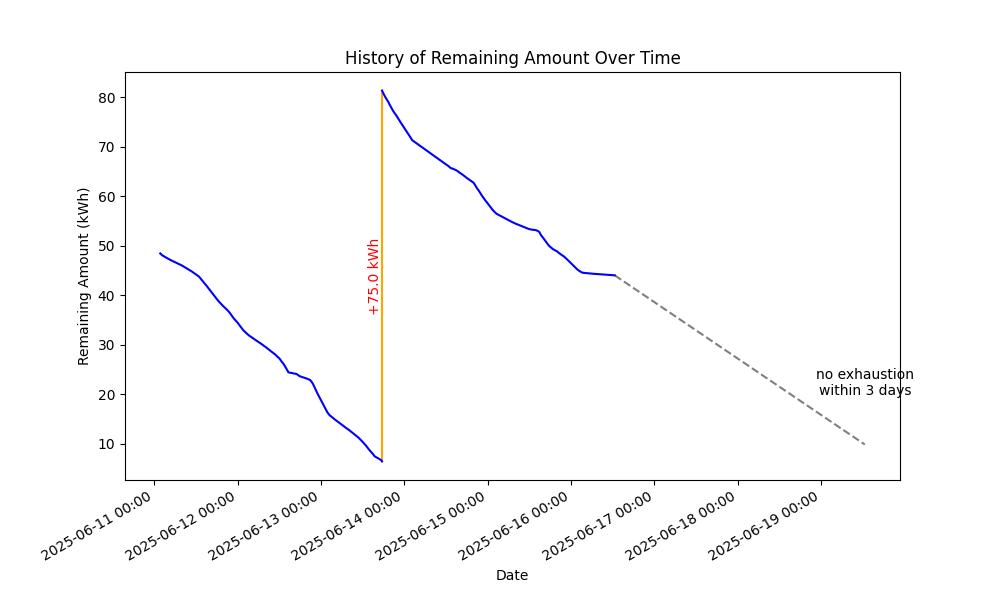 History of Remaining Amount Over Time
Remaining Amount (kWh)
80
70
60
50
40
30
20
10
+75.0 kWh
no exhaustion
within 3 days
2025-06-11 00:00
2025-06-12 00:00
2025-06-13 00:00
2025-06-14 00:00
2025-06-15 00:00
2025-06-16 00:00
2025-06-17 00:00
2025-06-18 00:00
2025-06-19 00:00
Date